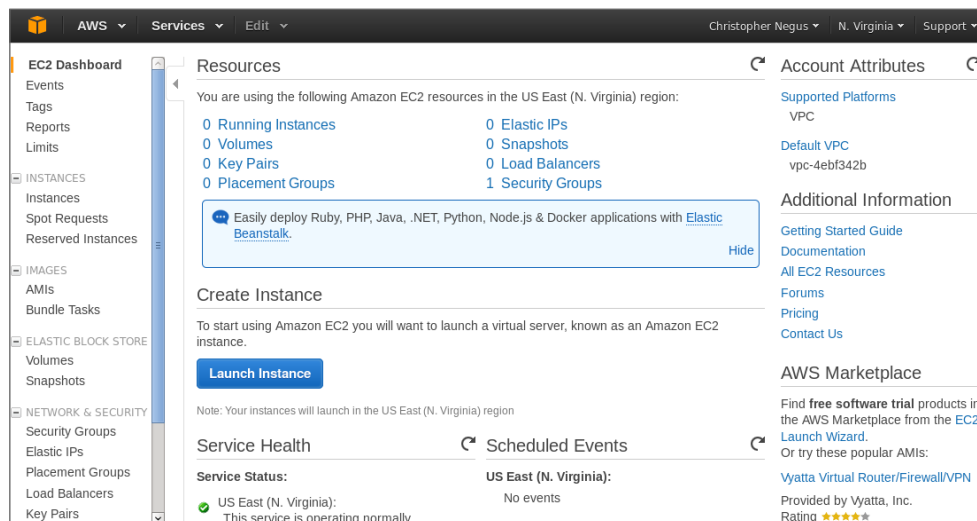 AWS Services Edit Christopher Negus N. Virginia Support
EC2 Dashboard
Events
Tags
Reports
Limits
INSTANCES
Instances
Spot Requests
Reserved Instances
IMAGES
AMIs
Bundle Tasks
ELASTIC BLOCK STORE
Volumes
Snapshots
NETWORK & SECURITY
Security Groups
Elastic IPs
Placement Groups
Load Balancers
Key Pairs
Resources
You are using the following Amazon EC2 resources in the US East (N. Virginia) region:
0 Running Instances
0 Volumes
0 Key Pairs
0 Placement Groups
0 Elastic IPs
0 Snapshots
0 Load Balancers
1 Security Groups
Easily deploy Ruby, PHP, Java, .NET, Python, Node.js & Docker applications with Elastic
Beanstalk.
Hide
Create Instance
To start using Amazon EC2 you will want to launch a virtual server, known as an Amazon EC2
instance.
Launch Instance
Note: Your instances will launch in the US East (N. Virginia) region
Service Health
Service Status:
US East (N. Virginia):
This service is operating normally
Scheduled Events
US East (N. Virginia):
No events
Account Attributes
Supported Platforms
VPC
Default VPC
vpc-4ebf342b
Additional Information
Getting Started Guide
Documentation
All EC2 Resources
Forums
Pricing
Contact Us
AWS Marketplace
Find free software trial products in
the AWS Marketplace from the EC2
Launch Wizard.
Or try these popular AMIs:
Vyatta Virtual Router/Firewall/VPN
Provided by Vyatta, Inc.
Rating